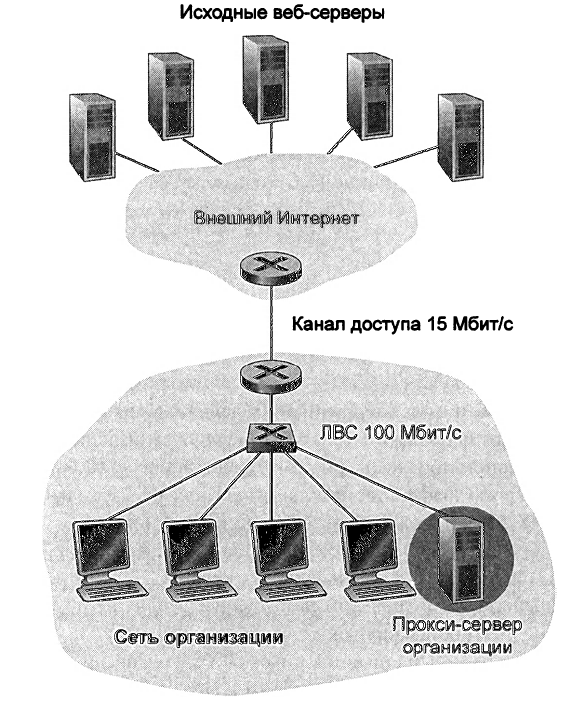 Исходные веб-серверы
Внешний Интернет
Канал доступа 15 Мбит/с
ЛВС 100 Мбит/с
Сеть организации
Прокси-сервер
организации